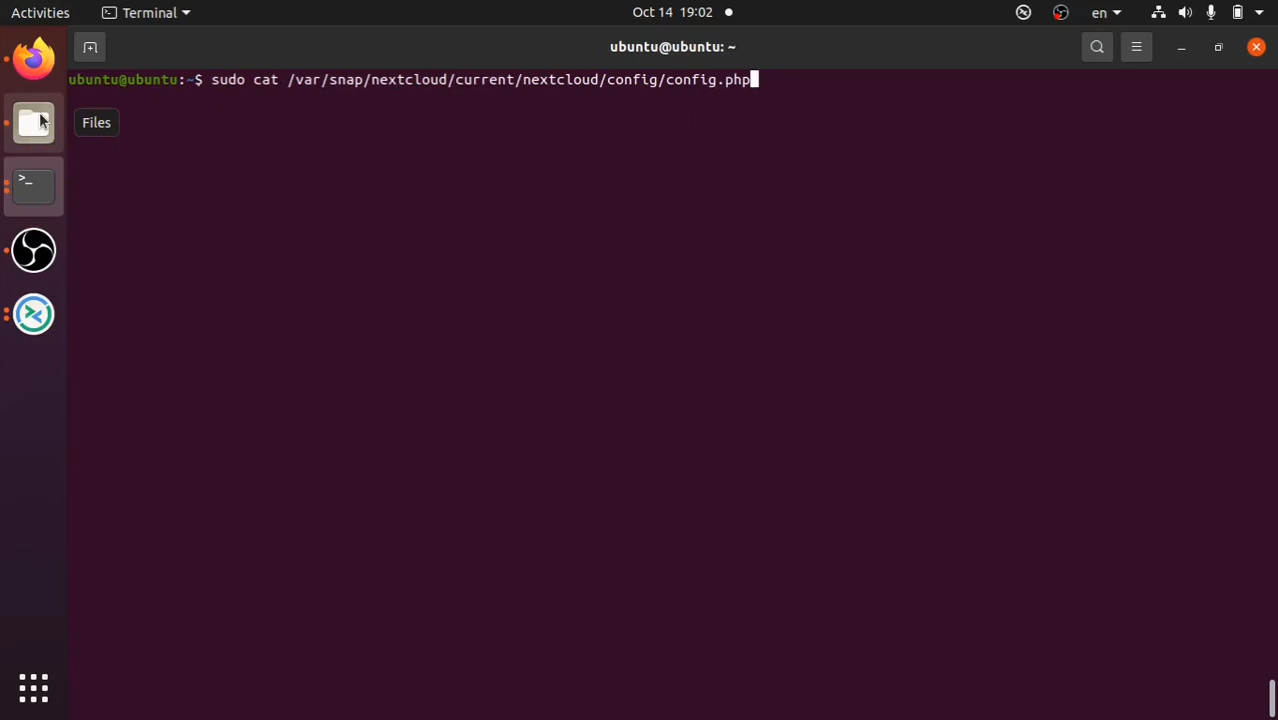 Activities Terminal Oct 14 19:02 en
ubuntu@ubuntu: ~
ubuntu@ubuntu:~$ sudo cat /var/snap/nextcloud/current/nextcloud/config/config.php
Files
>_